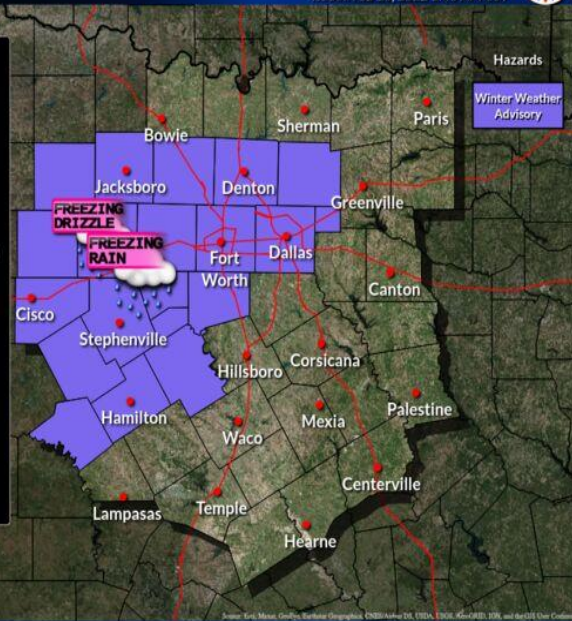 Hazards
Winter Weather
Advisory
Bowie
Sherman
Paris
Jacksboro
Denton
Greenville
FREEZING
DRIZZLE
FREEZING
RAIN
Fort
Worth
Dallas
Canton
Cisco
Stephenville
Hillsboro
Corsicana
Hamilton
Waco
Mexia
Palestine
Centerville
Lampasas
Temple
Hearne